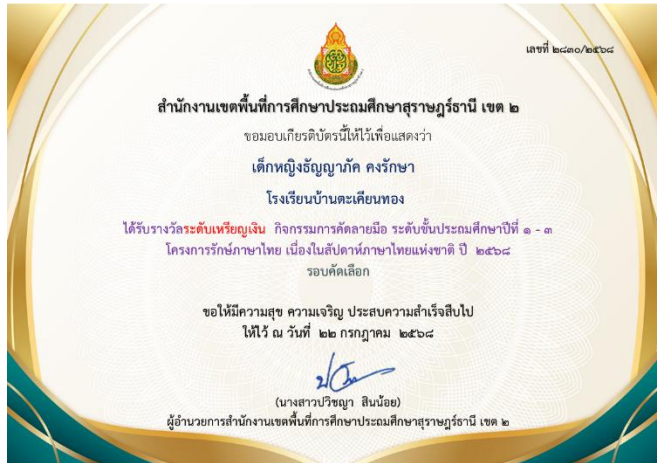 เลขที่ ๒๘๓๐/๒๕๖๘
สำนักงานเขตพื้นที่การศึกษาประถมศึกษาสุราษฎร์ธานี เขต ๒
ขอมอบเกียรติบัตรนี้ให้ไว้เพื่อแสดงว่า
เด็กหญิงธัญญาภัค คงรักษา
โรงเรียนบ้านตะเคียนทอง
ได้รับรางวัลระดับเหรียญเงิน กิจกรรมการคัดลายมือ ระดับชั้นประถมศึกษาปีที่ ๑ - ๓
โครงการรักษ์ภาษาไทย เนื่องในสัปดาห์ภาษาไทยแห่งชาติ ปี ๒๕๖๘
รอบคัดเลือก
ขอให้มีความสุข ความเจริญ ประสบความสำเร็จสืบไป
ให้ไว้ ณ วันที่ ๒๒ กรกฎาคม ๒๕๖๘
(นางสาวปวิชญา สินน้อย)
ผู้อำนวยการสำนักงานเขตพื้นที่การศึกษาประถมศึกษาสุราษฎร์ธานี เขต ๒